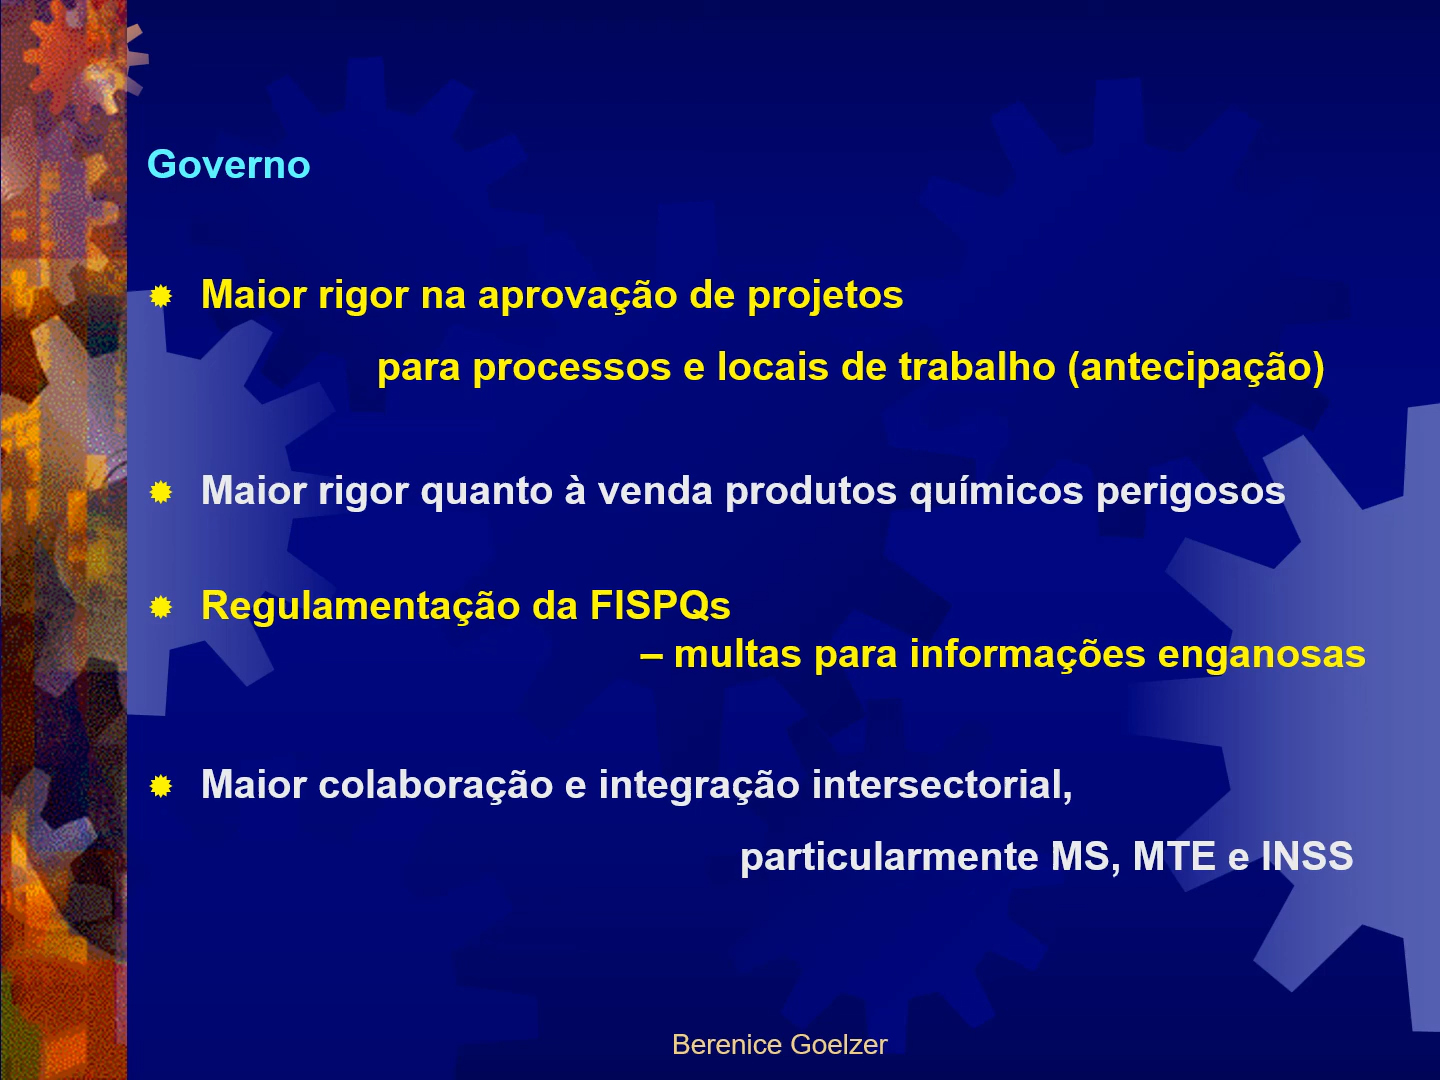 Governo
Maior rigor na aprovação de projetos
para processos e locais de trabalho (antecipação)
Maior rigor quanto à venda produtos químicos perigosos
Regulamentação da FISPQs
– multas para informações enganosas
Maior colaboração e integração intersectorial,
particularmente MS, MTE e INSS
Berenice Goelzer